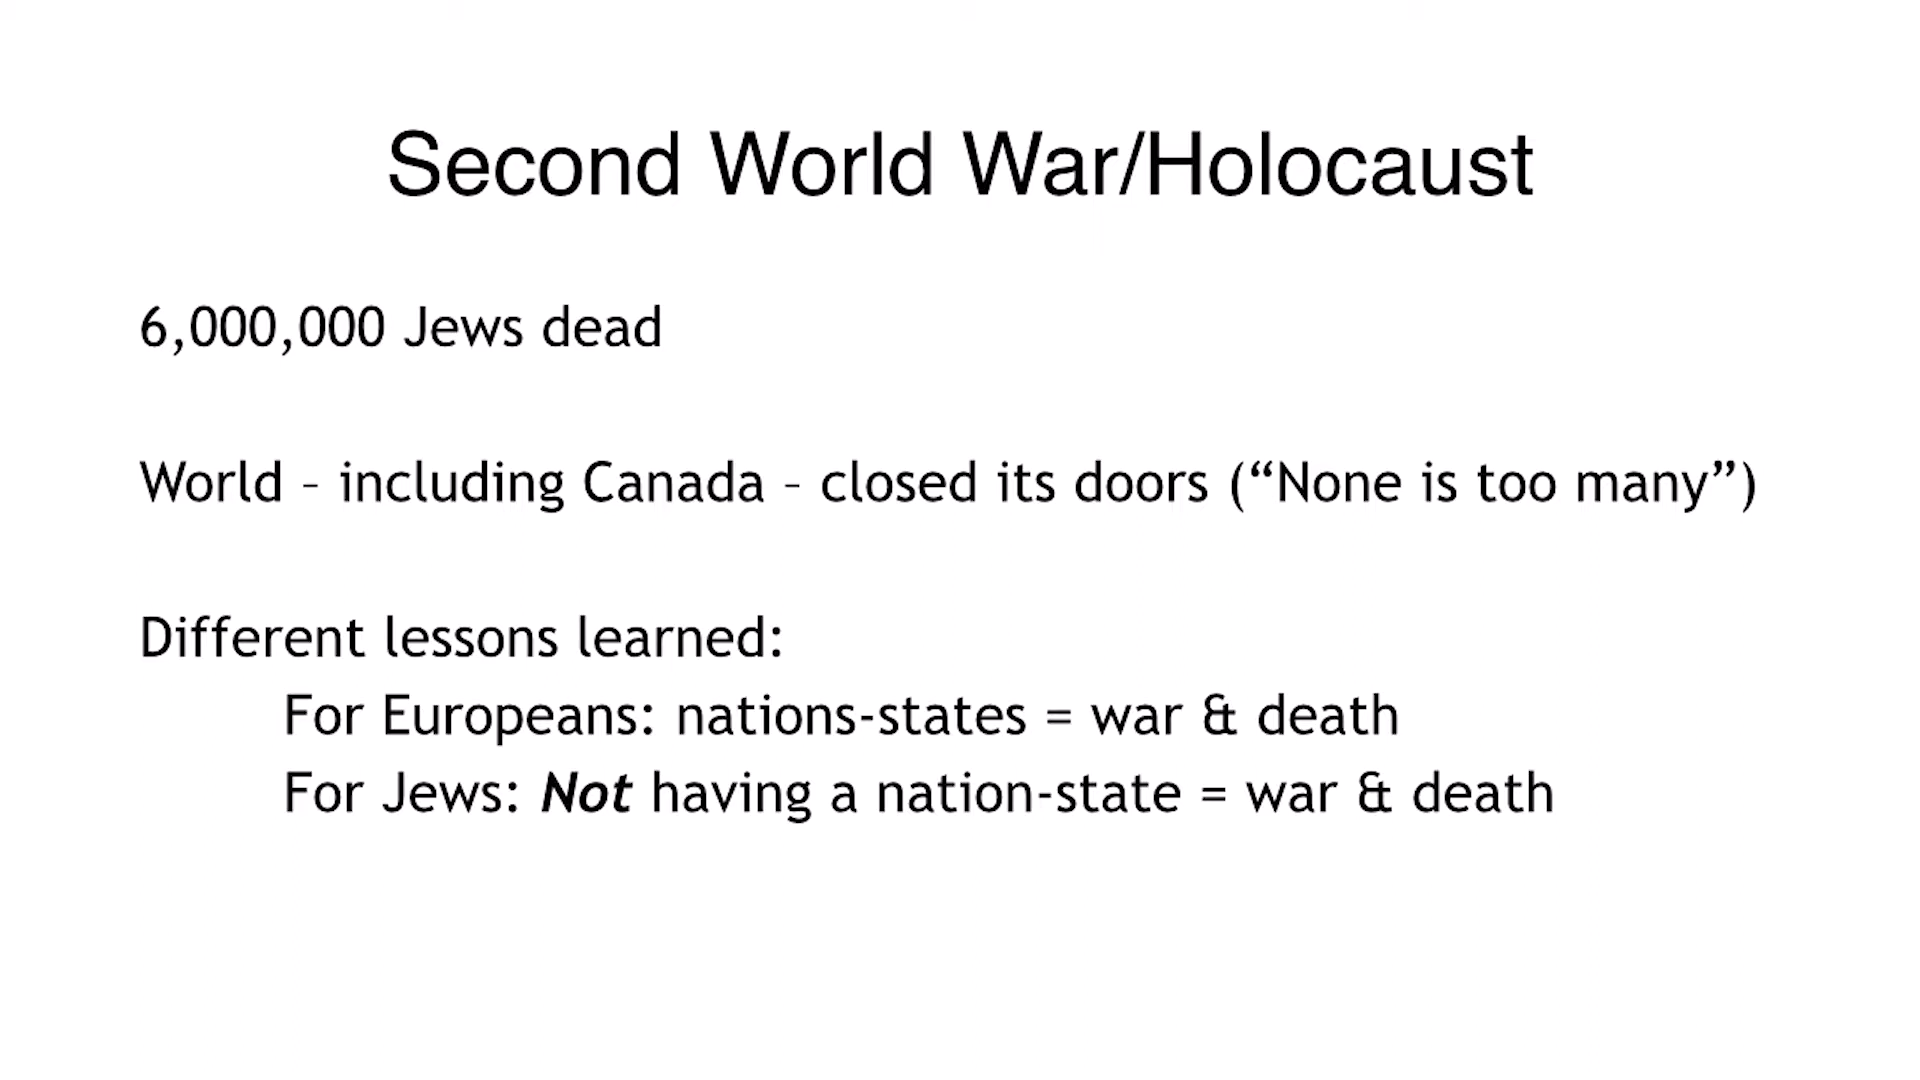 Second World War/Holocaust
6,000,000 Jews dead
World – including Canada – closed its doors (“None is too many”)
Different lessons learned:
For Europeans: nations-states = war & death
For Jews: Not having a nation-state = war & death